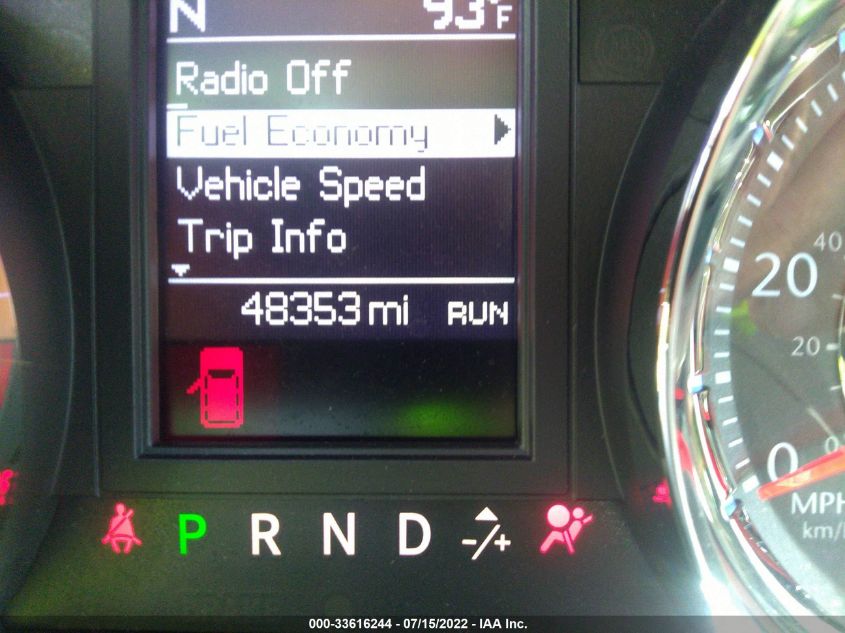 N 93°F
Radio Off
Fuel Economy
Vehicle Speed
Trip Info
48353 mi RUN
40
20
20
0
0
MPH
km/
P R N D -/+
000-33616244 - 07/15/2022 - IAA Inc.